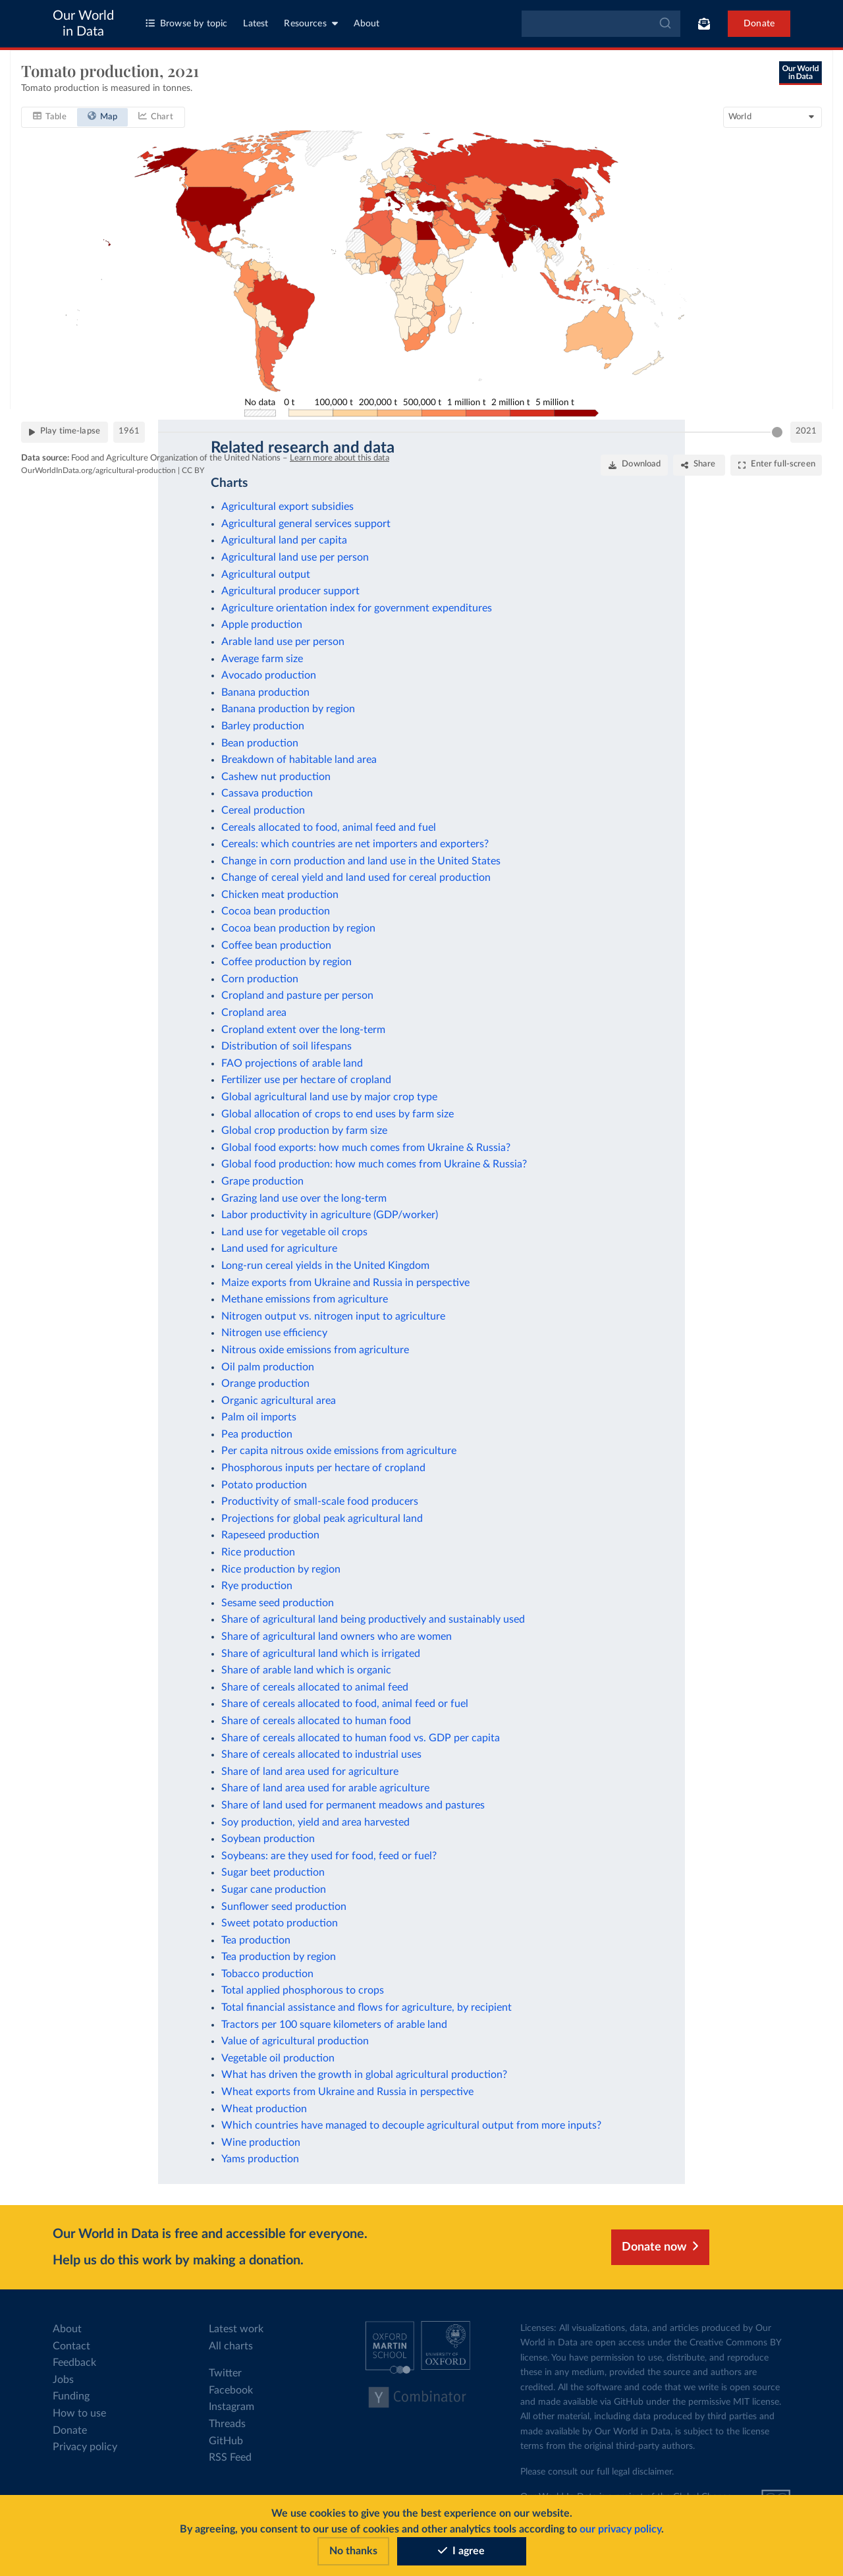 Our World
in Data
Browse by topic
Latest
Resources
About
Donate
Tomato production, 2021
Tomato production is measured in tonnes.
Our World
in Data
Table
Map
Chart
World
No data
0 t
100,000 t
200,000 t
500,000 t
1 million t
2 million t
5 million t
Play time-lapse
1961
2021
Related research and data
Data source: Food and Agriculture Organization of the United Nations – Learn more about this data
OurWorldInData.org/agricultural-production | CC BY
Download
Share
Enter full-screen
Charts
Agricultural export subsidies
Agricultural general services support
Agricultural land per capita
Agricultural land use per person
Agricultural output
Agricultural producer support
Agriculture orientation index for government expenditures
Apple production
Arable land use per person
Average farm size
Avocado production
Banana production
Banana production by region
Barley production
Bean production
Breakdown of habitable land area
Cashew nut production
Cassava production
Cereal production
Cereals allocated to food, animal feed and fuel
Cereals: which countries are net importers and exporters?
Change in corn production and land use in the United States
Change of cereal yield and land used for cereal production
Chicken meat production
Cocoa bean production
Cocoa bean production by region
Coffee bean production
Coffee production by region
Corn production
Cropland and pasture per person
Cropland area
Cropland extent over the long-term
Distribution of soil lifespans
FAO projections of arable land
Fertilizer use per hectare of cropland
Global agricultural land use by major crop type
Global allocation of crops to end uses by farm size
Global crop production by farm size
Global food exports: how much comes from Ukraine & Russia?
Global food production: how much comes from Ukraine & Russia?
Grape production
Grazing land use over the long-term
Labor productivity in agriculture (GDP/worker)
Land use for vegetable oil crops
Land used for agriculture
Long-run cereal yields in the United Kingdom
Maize exports from Ukraine and Russia in perspective
Methane emissions from agriculture
Nitrogen output vs. nitrogen input to agriculture
Nitrogen use efficiency
Nitrous oxide emissions from agriculture
Oil palm production
Orange production
Organic agricultural area
Palm oil imports
Pea production
Per capita nitrous oxide emissions from agriculture
Phosphorous inputs per hectare of cropland
Potato production
Productivity of small-scale food producers
Projections for global peak agricultural land
Rapeseed production
Rice production
Rice production by region
Rye production
Sesame seed production
Share of agricultural land being productively and sustainably used
Share of agricultural land owners who are women
Share of agricultural land which is irrigated
Share of arable land which is organic
Share of cereals allocated to animal feed
Share of cereals allocated to food, animal feed or fuel
Share of cereals allocated to human food
Share of cereals allocated to human food vs. GDP per capita
Share of cereals allocated to industrial uses
Share of land area used for agriculture
Share of land area used for arable agriculture
Share of land used for permanent meadows and pastures
Soy production, yield and area harvested
Soybean production
Soybeans: are they used for food, feed or fuel?
Sugar beet production
Sugar cane production
Sunflower seed production
Sweet potato production
Tea production
Tea production by region
Tobacco production
Total applied phosphorous to crops
Total financial assistance and flows for agriculture, by recipient
Tractors per 100 square kilometers of arable land
Value of agricultural production
Vegetable oil production
What has driven the growth in global agricultural production?
Wheat exports from Ukraine and Russia in perspective
Wheat production
Which countries have managed to decouple agricultural output from more inputs?
Wine production
Yams production
Our World in Data is free and accessible for everyone.
Help us do this work by making a donation.
Donate now
About
Contact
Feedback
Jobs
Funding
How to use
Donate
Privacy policy
Latest work
All charts
Twitter
Facebook
Instagram
Threads
GitHub
RSS Feed
OXFORD
MARTIN
SCHOOL
UNIVERSITY OF
OXFORD
Y Combinator
Licenses: All visualizations, data, and articles produced by Our
World in Data are open access under the Creative Commons BY
license. You have permission to use, distribute, and reproduce
these in any medium, provided the source and authors are
credited. All the software and code that we write is open source
and made available via GitHub under the permissive MIT license.
All other material, including data produced by third parties and
made available by Our World in Data, is subject to the license
terms from the original third-party authors.
Please consult our full legal disclaimer.
We use cookies to give you the best experience on our website.
By agreeing, you consent to our use of cookies and other analytics tools according to our privacy policy.
No thanks
I agree